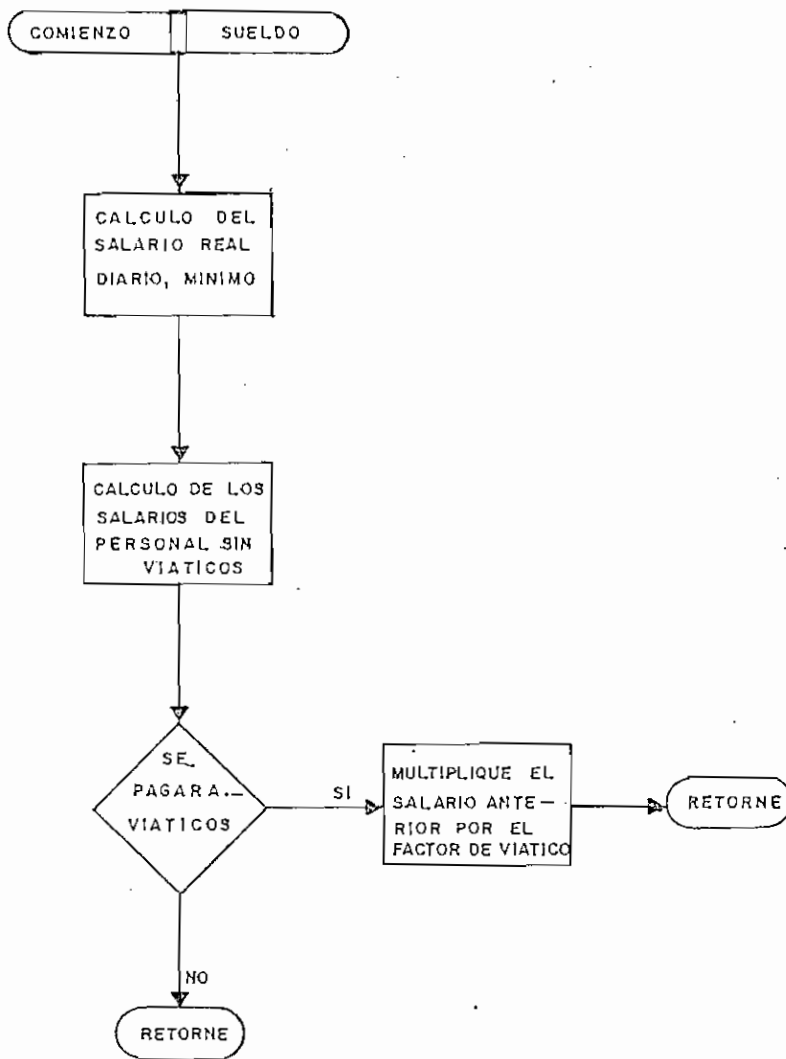 COMIENZO SUELDO
CALCULO DEL
SALARIO REAL
DIARIO, MINIMO
CALCULO DE LOS
SALARIOS DEL
PERSONAL SIN
VIATICOS
SE
PAGARA
VIATICOS
SI
MULTIPLIQUE EL
SALARIO ANTE-
RIOR POR EL
FACTOR DE VIATICO
RETORNE
NO
RETORNE